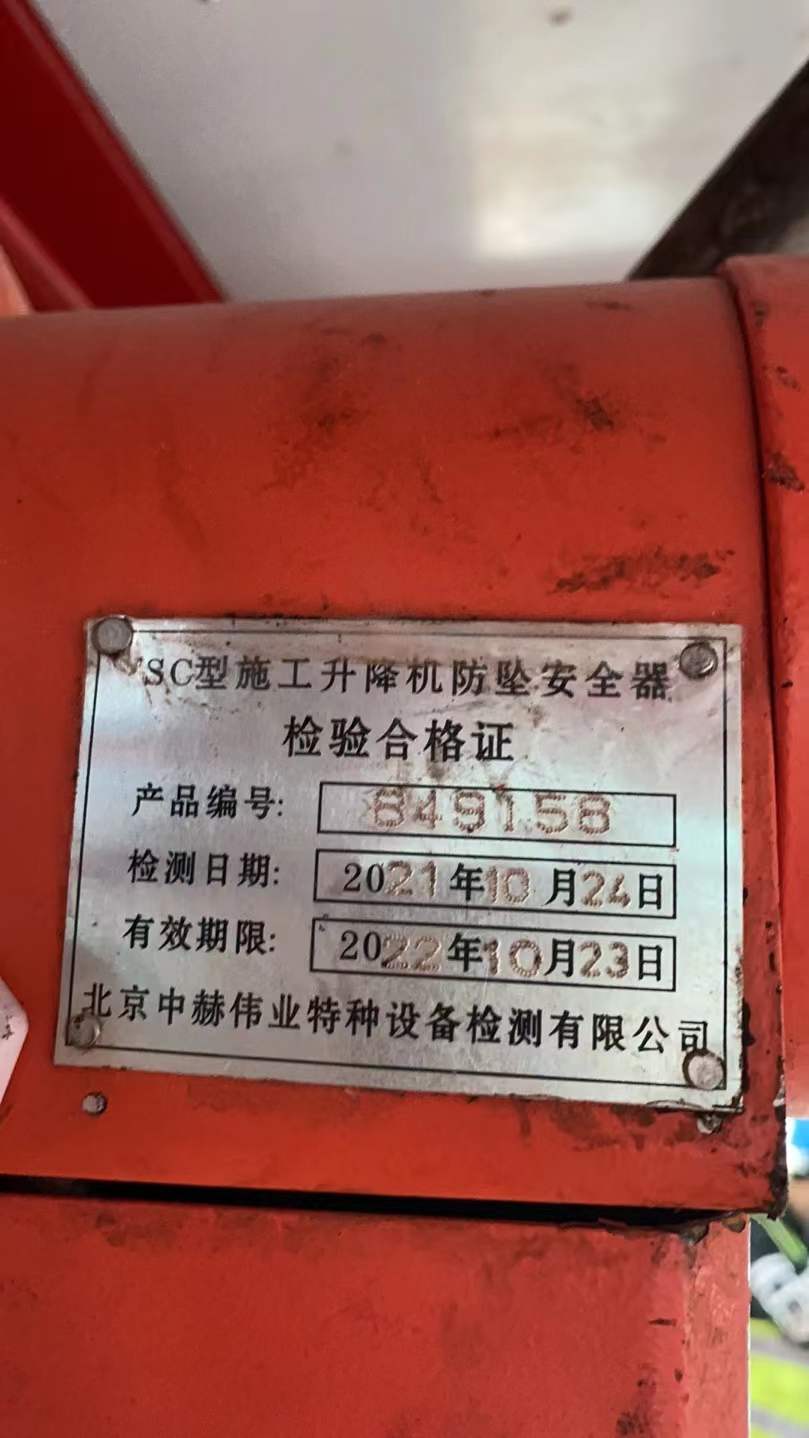 SC型施工升降机防坠安全器
检验合格证
产品编号: 849158
检测日期: 2021年10月24日
有效期限: 2022年10月23日
北京中赫伟业特种设备检测有限公司